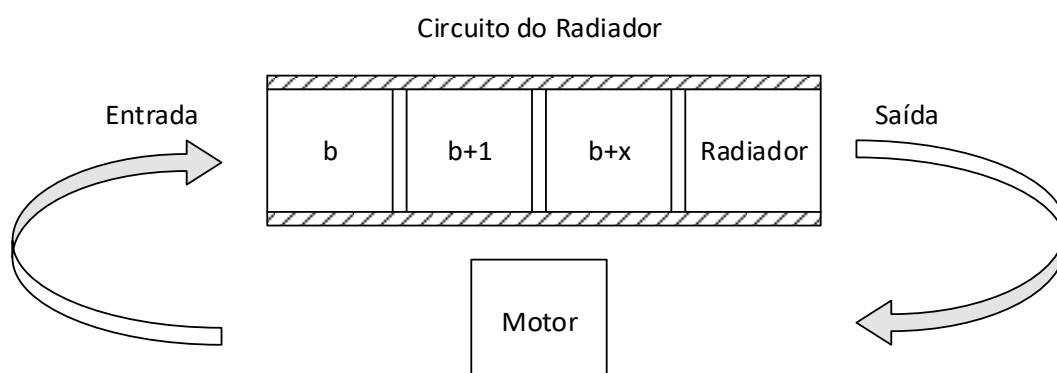 Circuito do Radiador
Entrada
Saída
b
b+1
b+x
Radiador
Motor